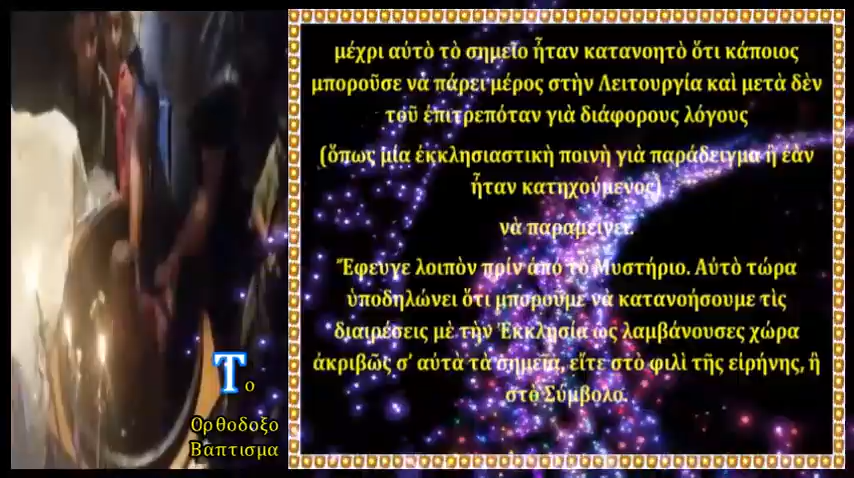 μέχρι αὐτὸ τὸ σημεῖο ἦταν κατανοητὸ ὅτι κάποιος
μποροῦσε νὰ πάρει μέρος στὴν Λειτουργία καὶ μετὰ δὲν
τοῦ ἐπιτρεπόταν γιὰ διάφορους λόγους
(ὅπως μία ἐκκλησιαστικὴ ποινὴ γιὰ παράδειγμα ἢ ἐὰν
ἦταν κατηχούμενος)
νὰ παραμείνει.
Ἔφευγε λοιπὸν πρίν ἀπὸ τὸ Μυστήριο. Αὐτὸ τώρα
ὑποδηλώνει ὅτι μποροῦμε νὰ κατανοήσουμε τὶς
διαιρέσεις μὲ τὴν Ἐκκλησία ὡς λαμβάνουσες χώρα
ἀκριβῶς σ' αὐτὰ τὰ σημεῖα, εἴτε στὸ φιλὶ τῆς εἰρήνης, ἢ
στὸ Σύμβολο.
Το
Ορθοδοξο
Βαπτισμα